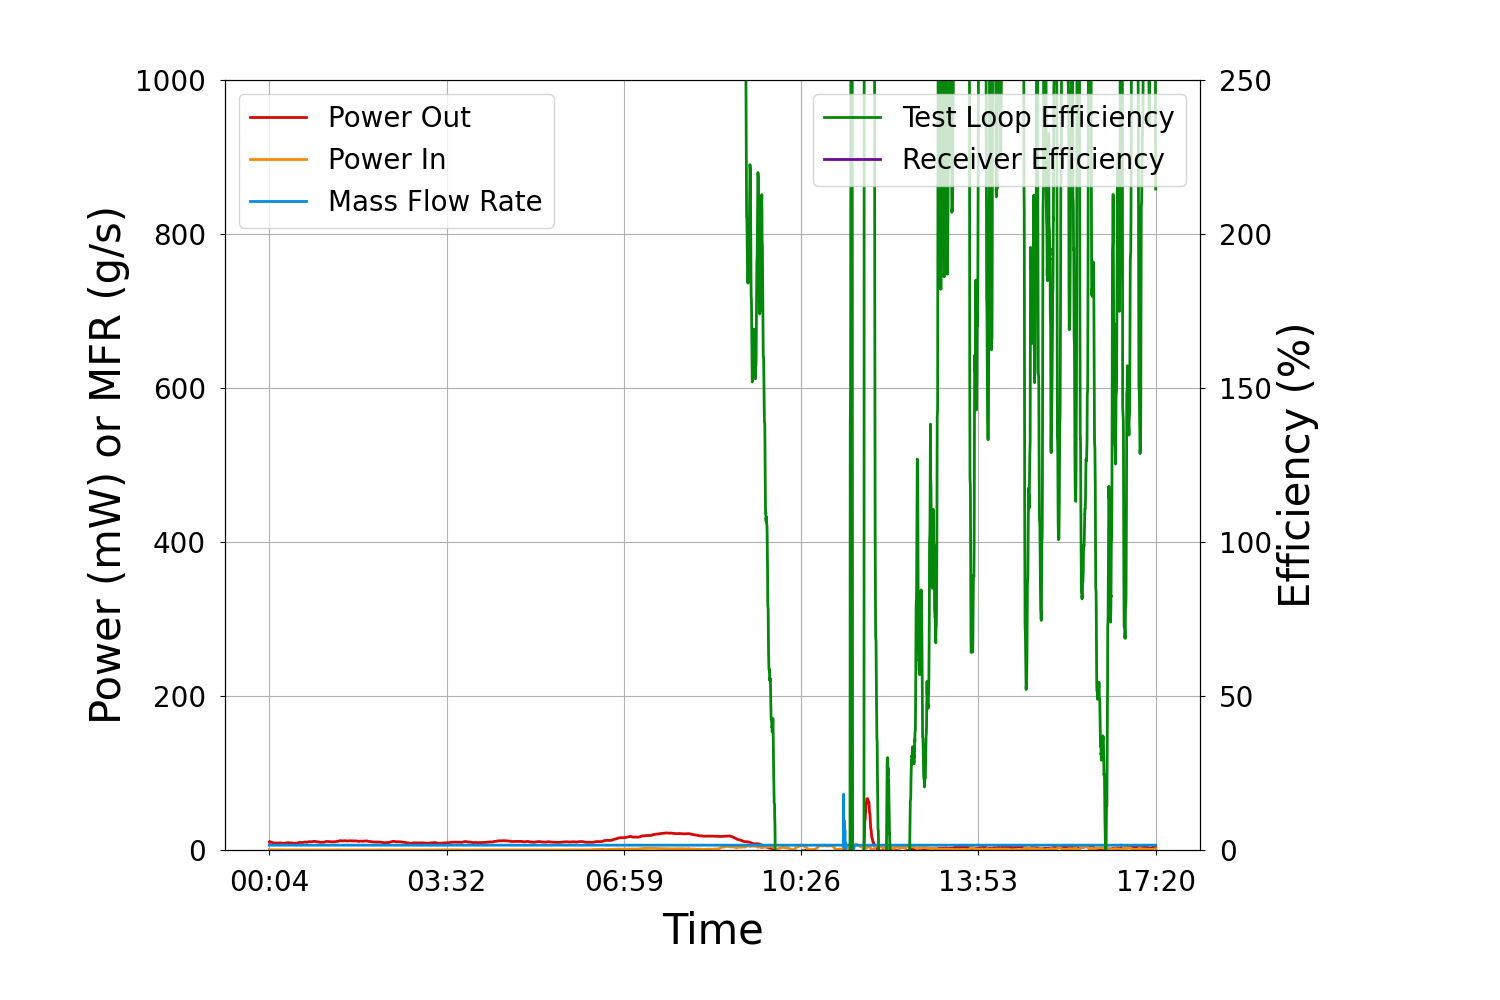 1000
800
600
400
200
0
Power (mW) or MFR (g/s)
Power Out
Power In
Mass Flow Rate
Test Loop Efficiency
Receiver Efficiency
250
200
150
100
50
0
Efficiency (%)
00:04 03:32 06:59 10:26 13:53 17:20
Time